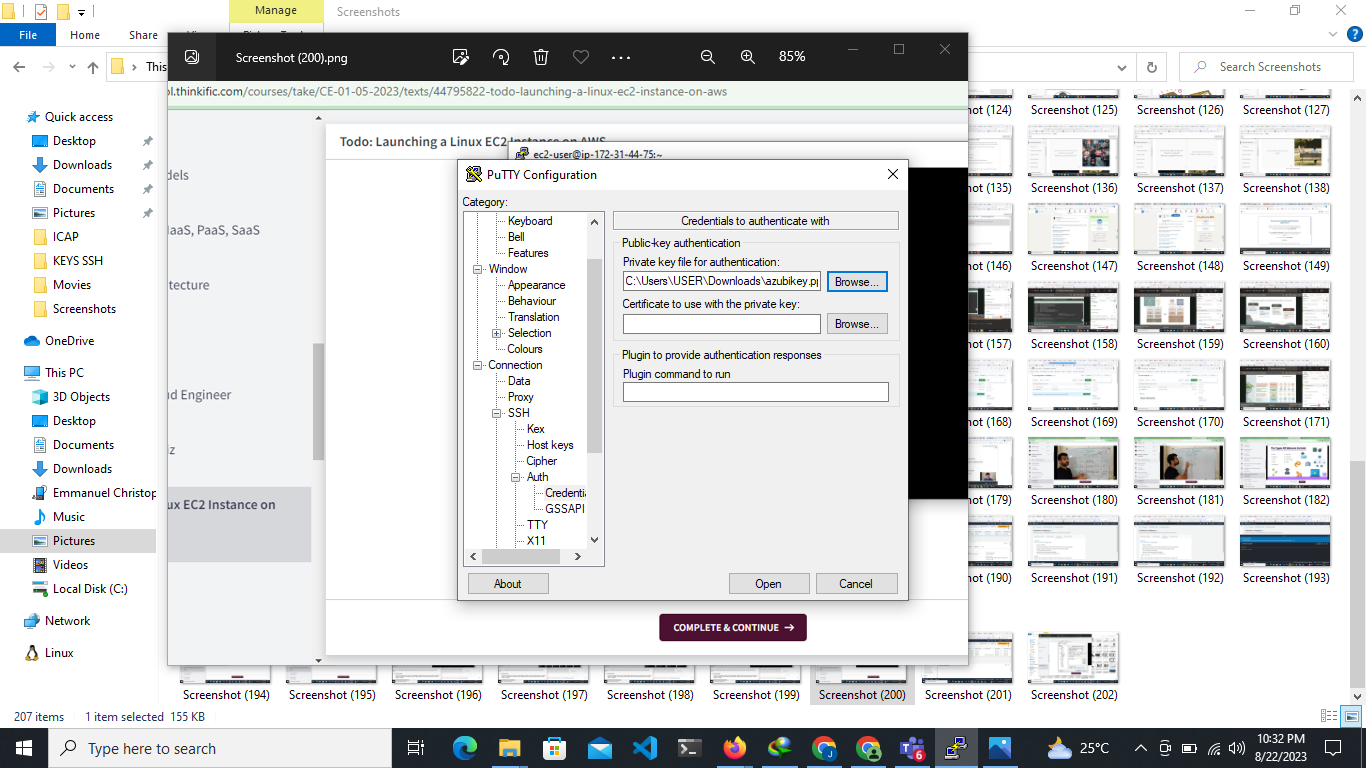 Manage
Screenshots
File
Home
Share
This
Search Screenshots
Screenshot (200).png
85%
ol.thinkific.com/courses/take/CE-01-05-2023/texts/44795822-todo-launching-a-linux-ec2-instance-on-aws
Quick access
Desktop
Downloads
Documents
Pictures
ICAP
KEYS SSH
Movies
Screenshots
OneDrive
This PC
3D Objects
Desktop
Documents
Downloads
Emmanuel Christop
Music
Pictures
Videos
Local Disk (C:)
Network
Linux
dels
IaaS, PaaS, SaaS
tecture
ud Engineer
iz
ux EC2 Instance on
Todo: Launching a Linux EC2 Instance on AWS
ec2-user@ip-172-31-44-75:~
PuTTY Configuration
Category:
Keyboard
Bell
Features
Window
Appearance
Behaviour
Translation
Selection
Colours
Connection
Data
Proxy
SSH
Kex
Host keys
Cipher
Auth
Credenti
GSSAPI
TTY
X11
Credentials to authenticate with
Public-key authentication
Private key file for authentication:
C:\Users\USER\Downloads\azubikey.pp
Browse...
Certificate to use with the private key:
Browse...
Plugin to provide authentication responses
Plugin command to run
About
Open
Cancel
COMPLETE & CONTINUE →
(124)
Screenshot (125)
Screenshot (126)
Screenshot (127)
(135)
Screenshot (136)
Screenshot (137)
Screenshot (138)
(146)
Screenshot (147)
Screenshot (148)
Screenshot (149)
(157)
Screenshot (158)
Screenshot (159)
Screenshot (160)
(168)
Screenshot (169)
Screenshot (170)
Screenshot (171)
(179)
Screenshot (180)
Screenshot (181)
Screenshot (182)
(190)
Screenshot (191)
Screenshot (192)
Screenshot (193)
Screenshot (194)
Screenshot (195)
Screenshot (196)
Screenshot (197)
Screenshot (198)
Screenshot (199)
Screenshot (200)
Screenshot (201)
Screenshot (202)
207 items
1 item selected 155 KB
Type here to search
6
25°C
10:32 PM
8/22/2023